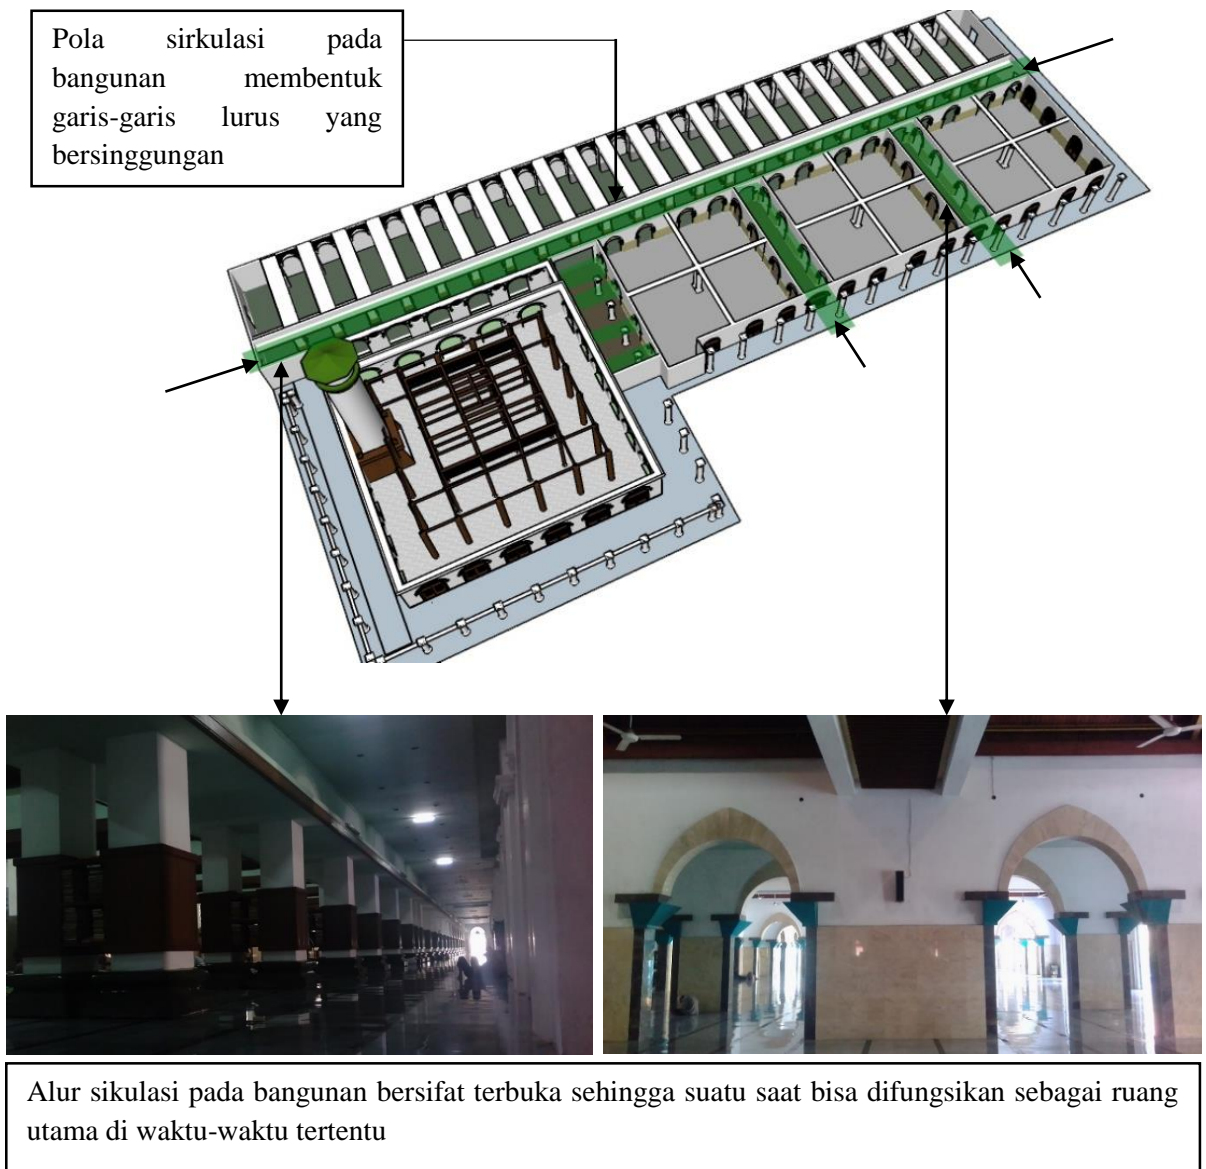 Pola sirkulasi pada
bangunan membentuk
garis-garis lurus yang
bersinggungan
Alur sikulasi pada bangunan bersifat terbuka sehingga suatu saat bisa difungsikan sebagai ruang
utama di waktu-waktu tertentu